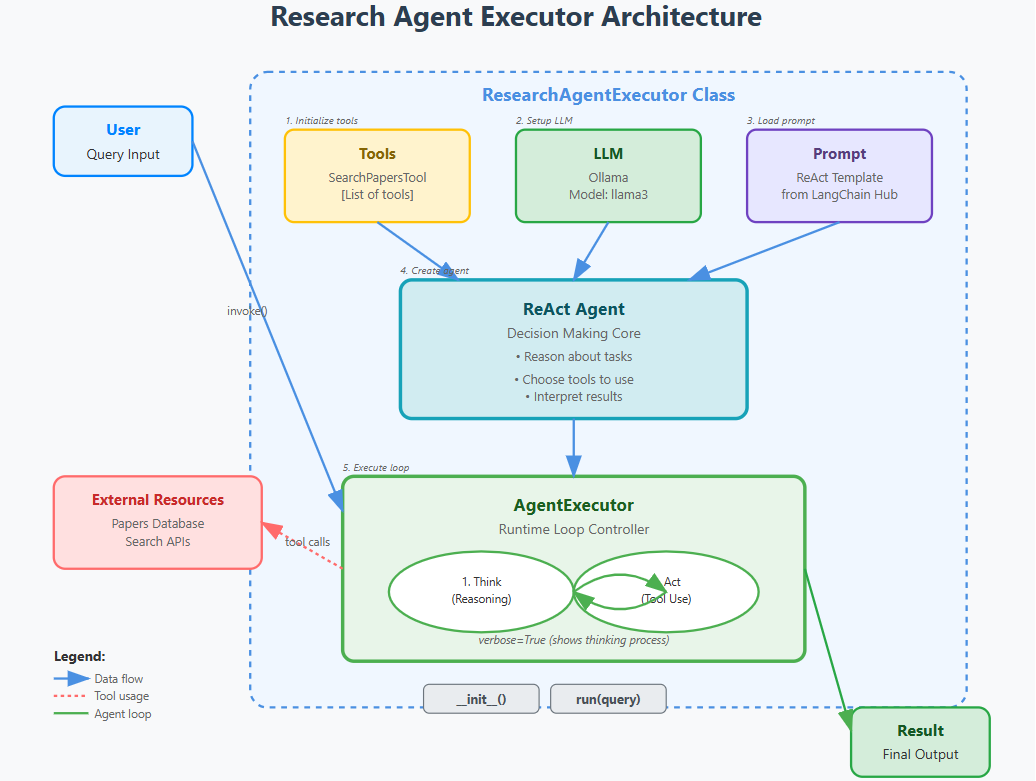 Research Agent Executor Architecture
ResearchAgentExecutor Class
User
Query Input
1. Initialize tools
Tools
SearchPapersTool
[List of tools]
2. Setup LLM
LLM
Ollama
Model: llama3
3. Load prompt
Prompt
ReAct Template
from LangChain Hub
4. Create agent
ReAct Agent
Decision Making Core
• Reason about tasks
• Choose tools to use
• Interpret results
invoke()
5. Execute loop
AgentExecutor
Runtime Loop Controller
1. Think
(Reasoning)
Act
(Tool Use)
verbose=True (shows thinking process)
External Resources
Papers Database
Search APIs
tool calls
Legend:
Data flow
Tool usage
Agent loop
__init__()
run(query)
Result
Final Output